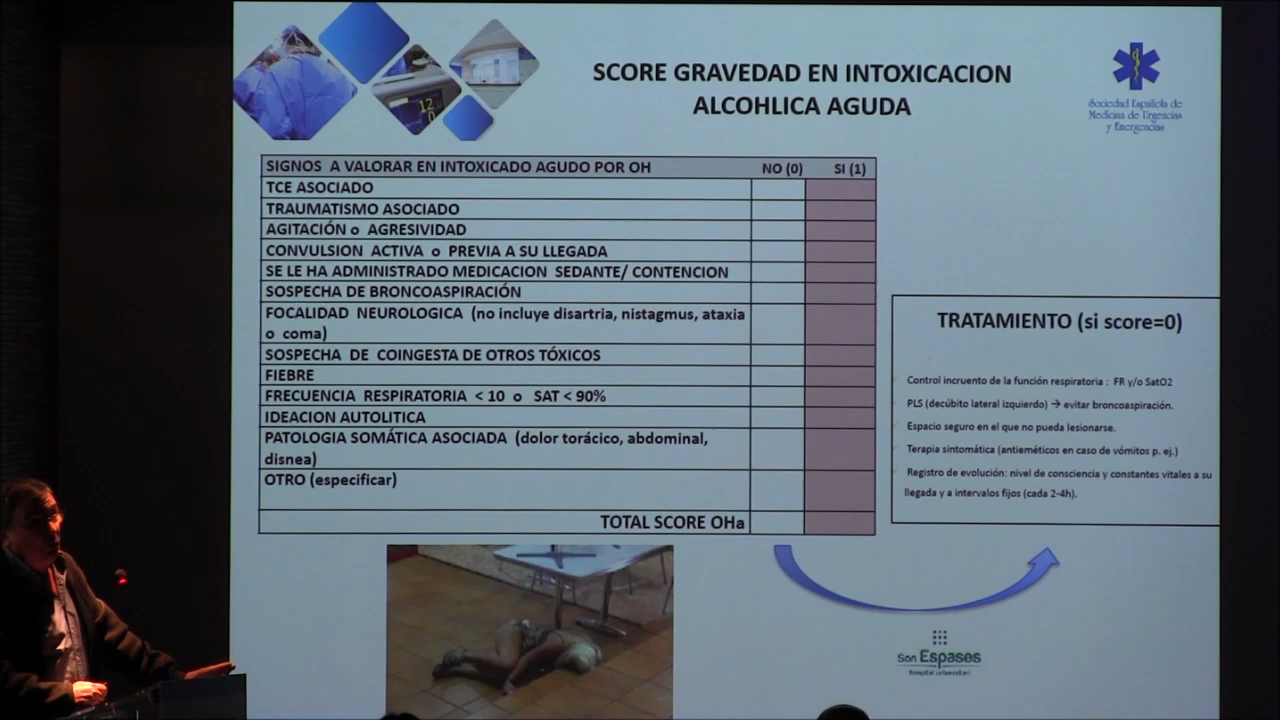 SCORE GRAVEDAD EN INTOXICACION
ALCOHLICA AGUDA
Sociedad Española de
Medicina de Urgencias
y Emergencias
12
0
SIGNOS A VALORAR EN INTOXICADO AGUDO POR OH NO (0) SI (1)
TCE ASOCIADO
TRAUMATISMO ASOCIADO
AGITACIÓN o AGRESIVIDAD
CONVULSION ACTIVA o PREVIA A SU LLEGADA
SE LE HA ADMINISTRADO MEDICACION SEDANTE/ CONTENCION
SOSPECHA DE BRONCOASPIRACIÓN
FOCALIDAD NEUROLOGICA (no incluye disartria, nistagmus, ataxia
o coma)
SOSPECHA DE COINGESTA DE OTROS TÓXICOS
FIEBRE
FRECUENCIA RESPIRATORIA < 10 o SAT < 90%
IDEACION AUTOLITICA
PATOLOGIA SOMÁTICA ASOCIADA (dolor torácico, abdominal,
disnea)
OTRO (especificar)
TOTAL SCORE OHa
TRATAMIENTO (si score=0)
Control incruento de la función respiratoria : FR y/o SatO2
PLS (decúbito lateral izquierdo) → evitar broncoaspiración.
Espacio seguro en el que no pueda lesionarse.
Terapia sintomática (antieméticos en caso de vómitos p. ej.)
Registro de evolución: nivel de consciencia y constantes vitales a su
llegada y a intervalos fijos (cada 2-4h).
Son Espases
hospital universitari